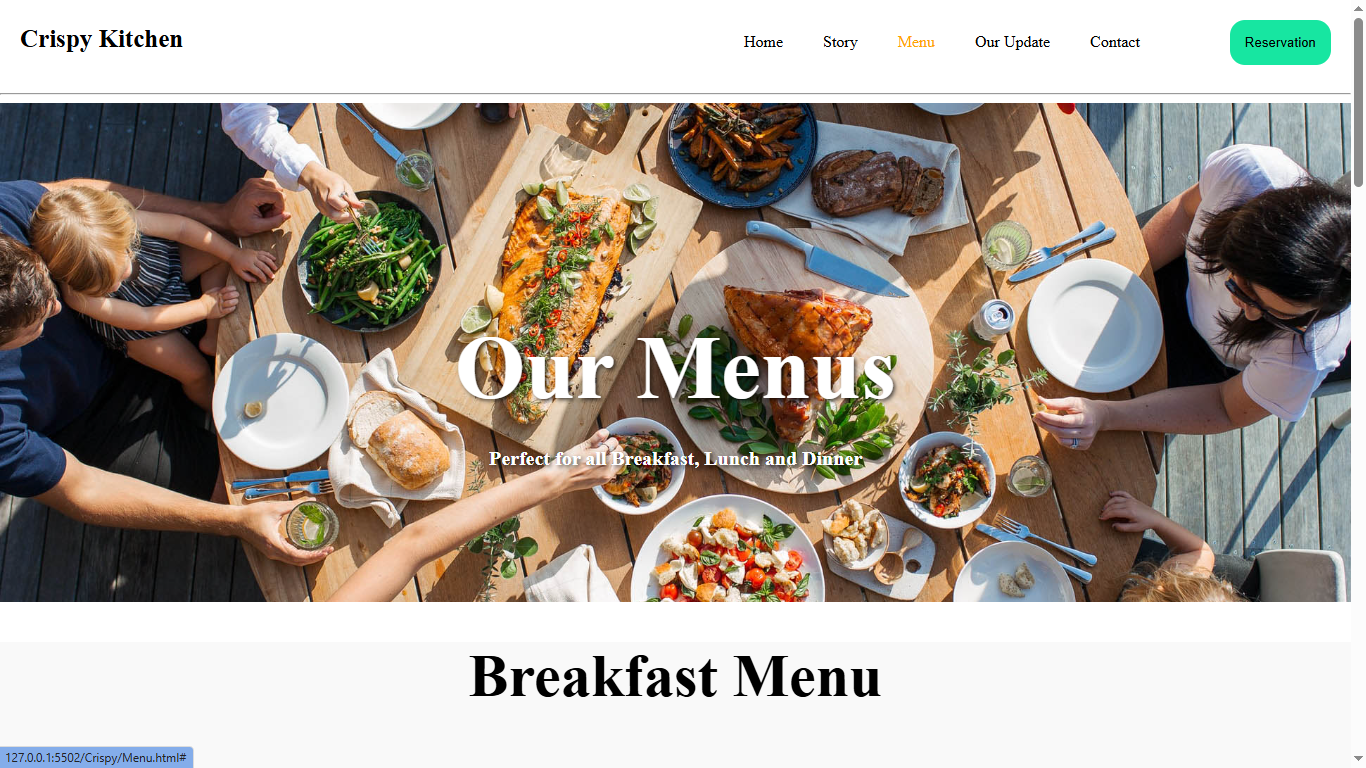 Crispy Kitchen
Home Story Menu Our Update Contact Reservation
Our Menus
Perfect for all Breakfast, Lunch and Dinner
Breakfast Menu
127.0.0.1:5502/Crispy/Menu.html#